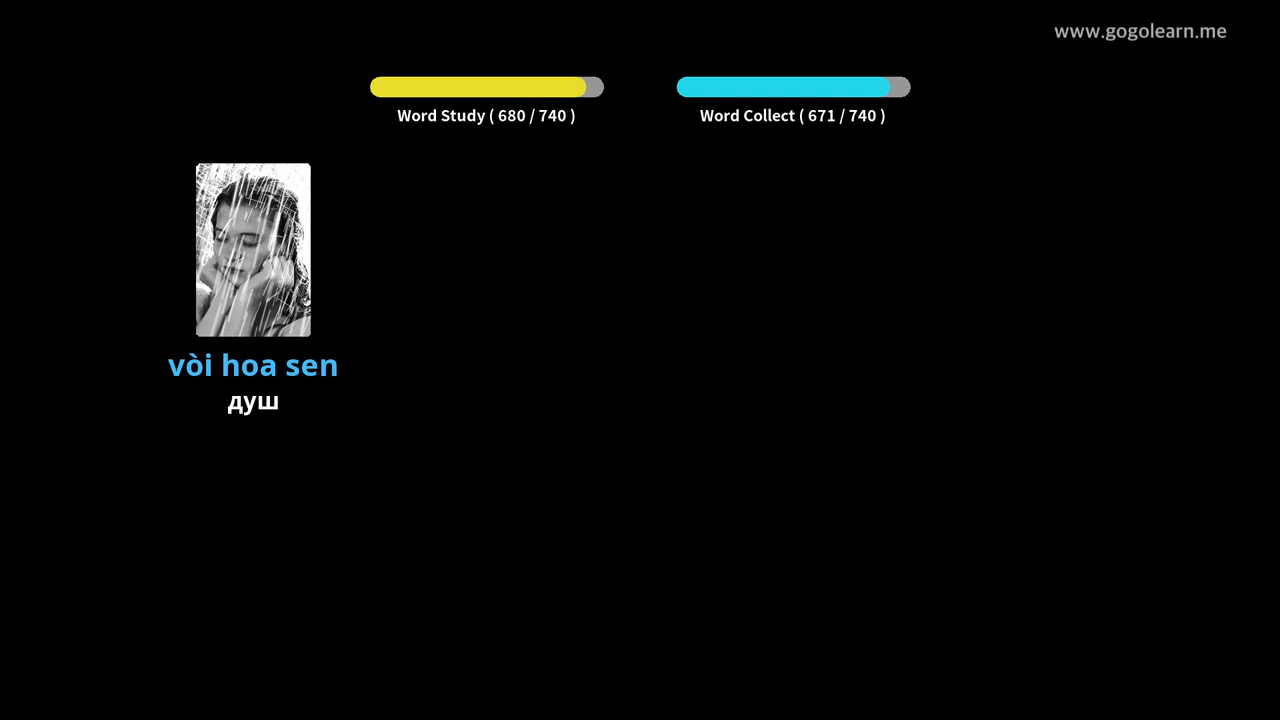 www.gogolearn.me
Word Study ( 680 / 740 )
Word Collect ( 671 / 740 )
vòi hoa sen
душ